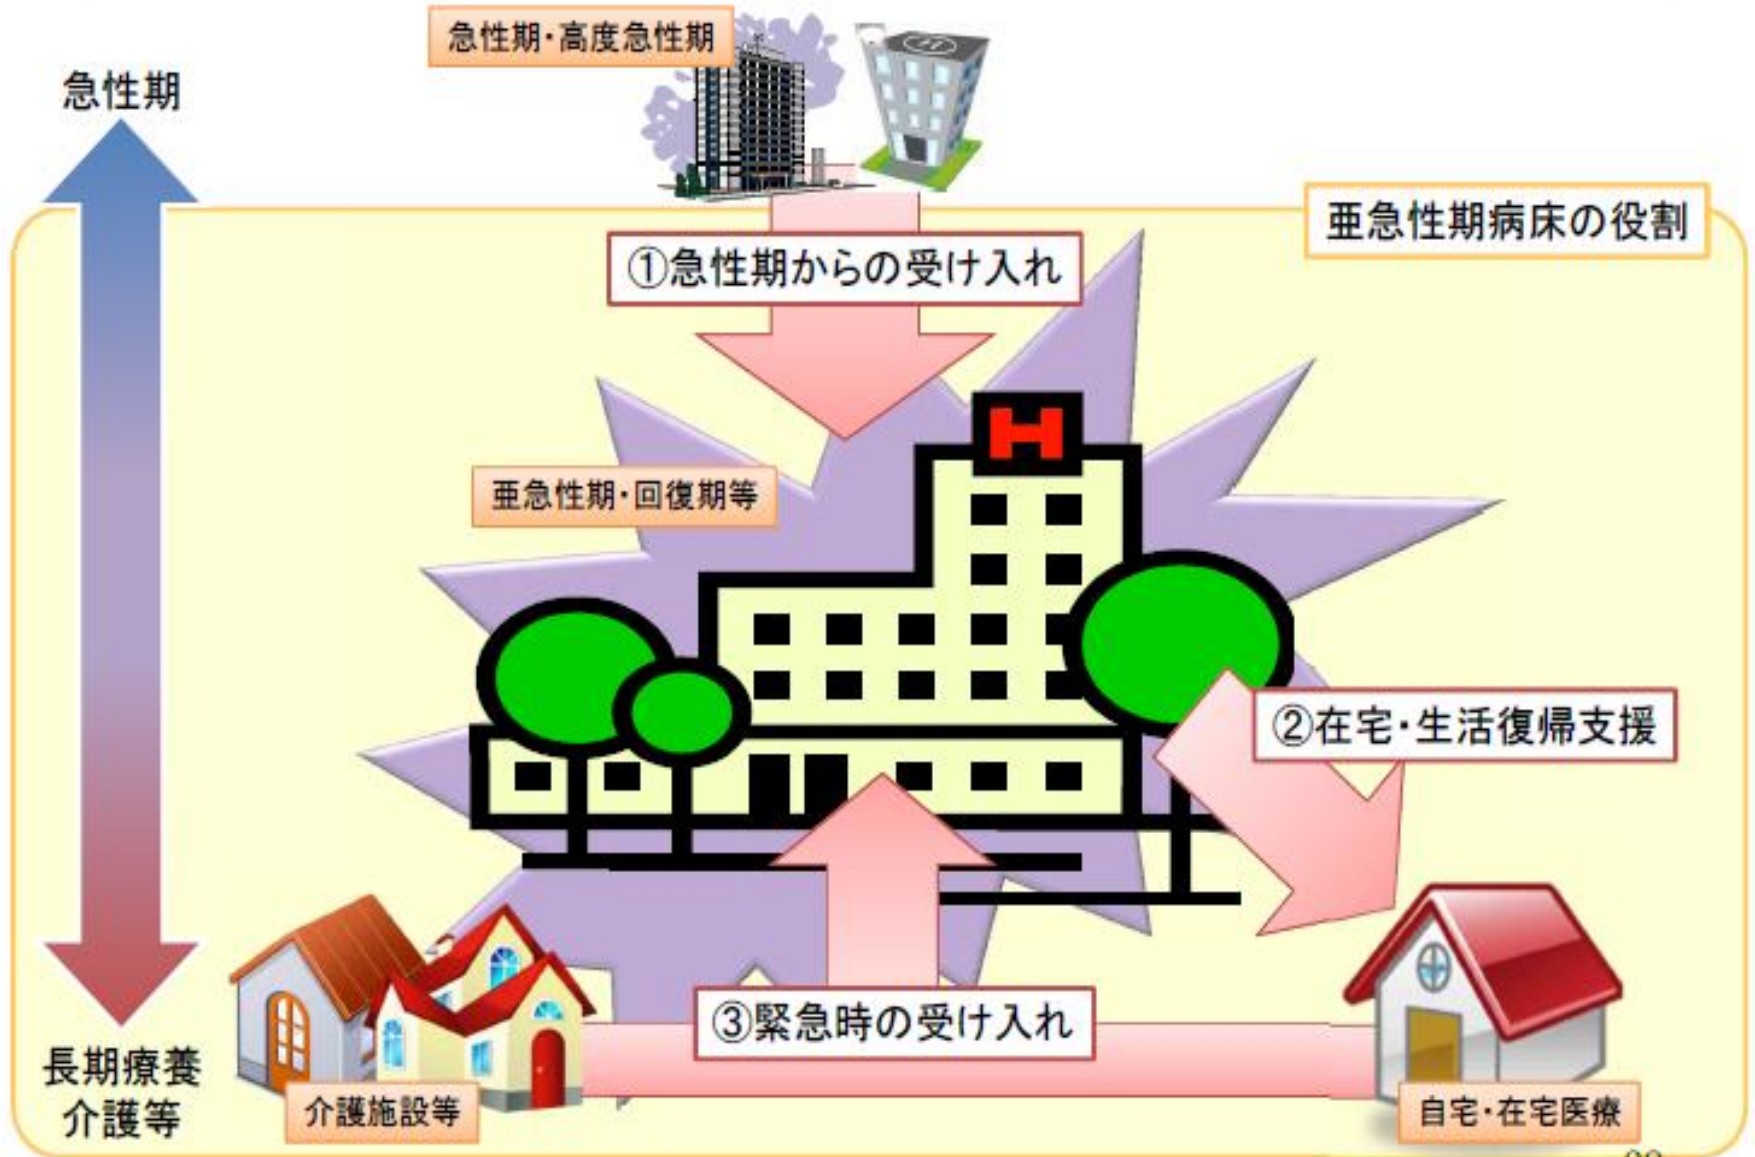 急性期・高度急性期
急性期
亜急性期病床の役割
①急性期からの受け入れ
H
亜急性期・回復期等
②在宅・生活復帰支援
③緊急時の受け入れ
長期療養
介護等
介護施設等
自宅・在宅医療